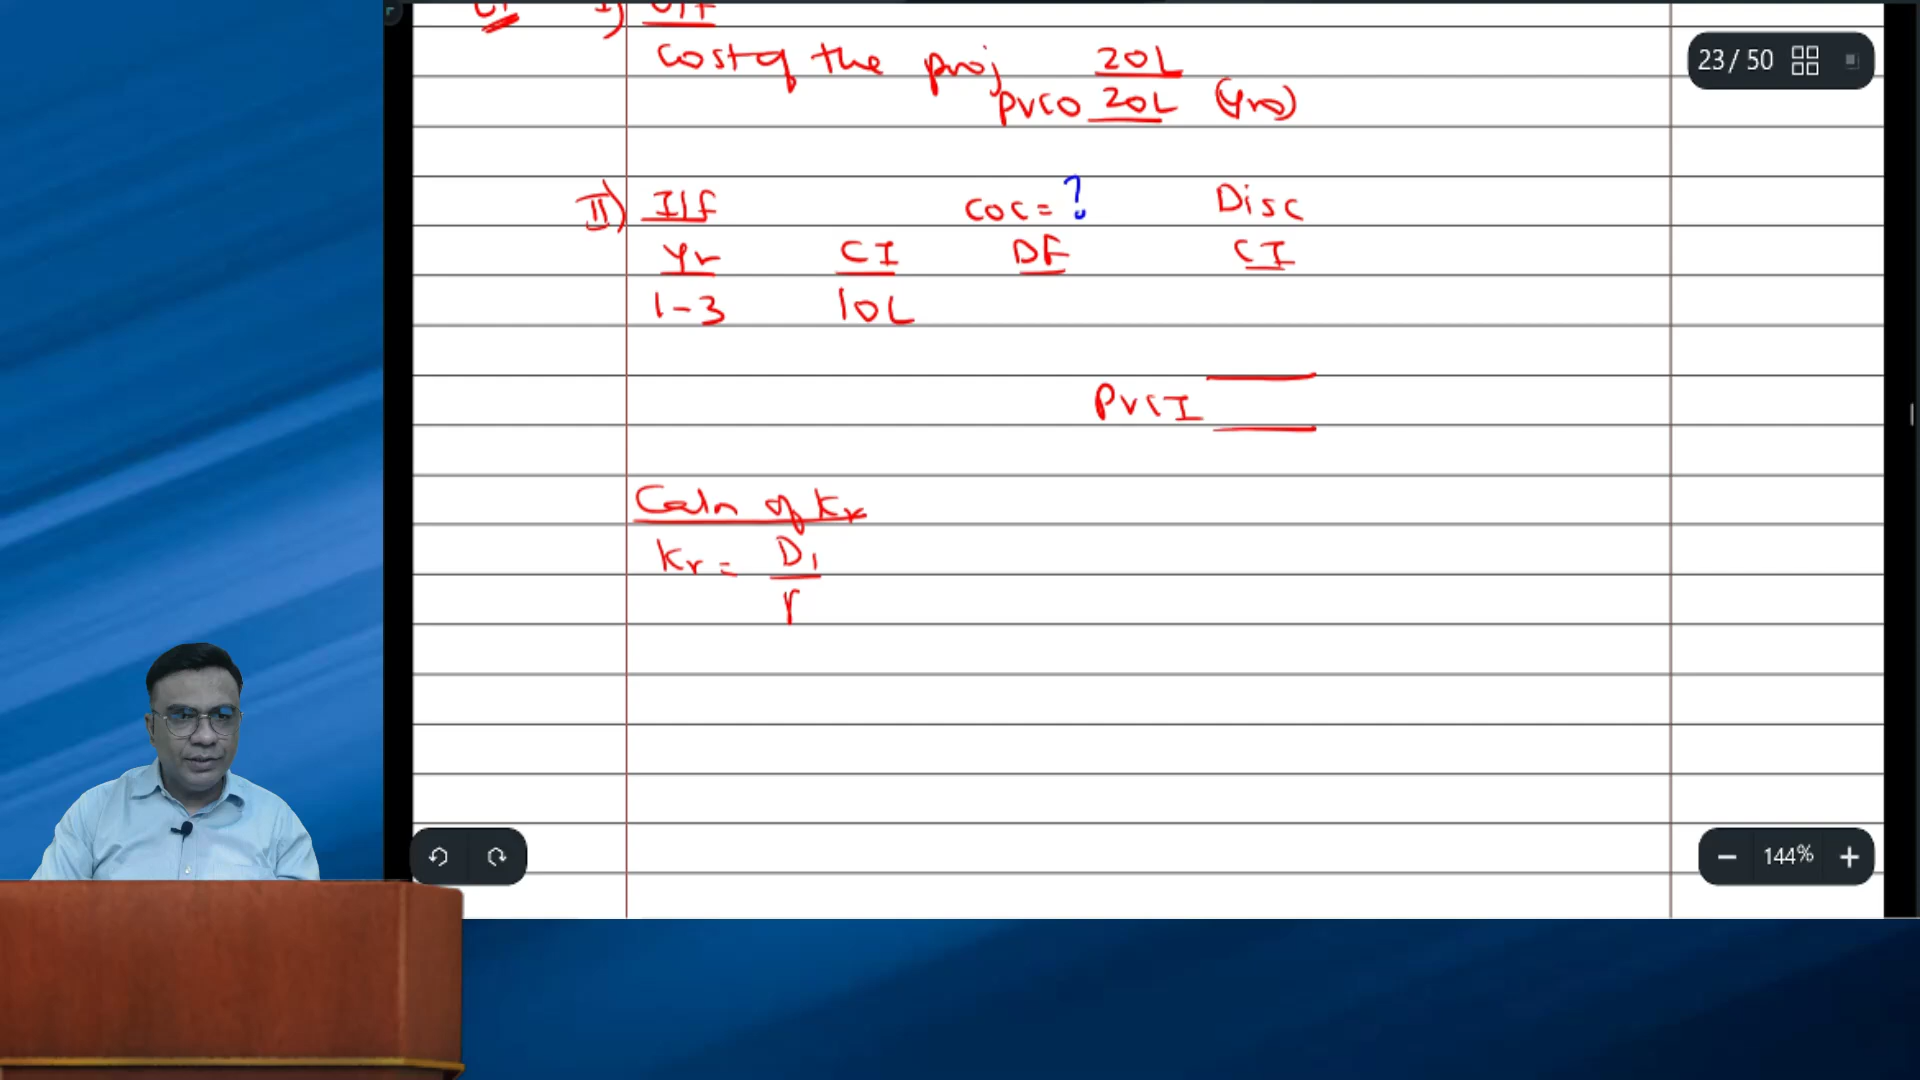 I) O/F
cost of the proj 20L
PVCO 20L (Yr0)
II) I/F COC = ? Disc
Yr CI DF CI
1-3 10L
PVCI
Caln of Kr
Kr = D1
P
23 / 50
144%